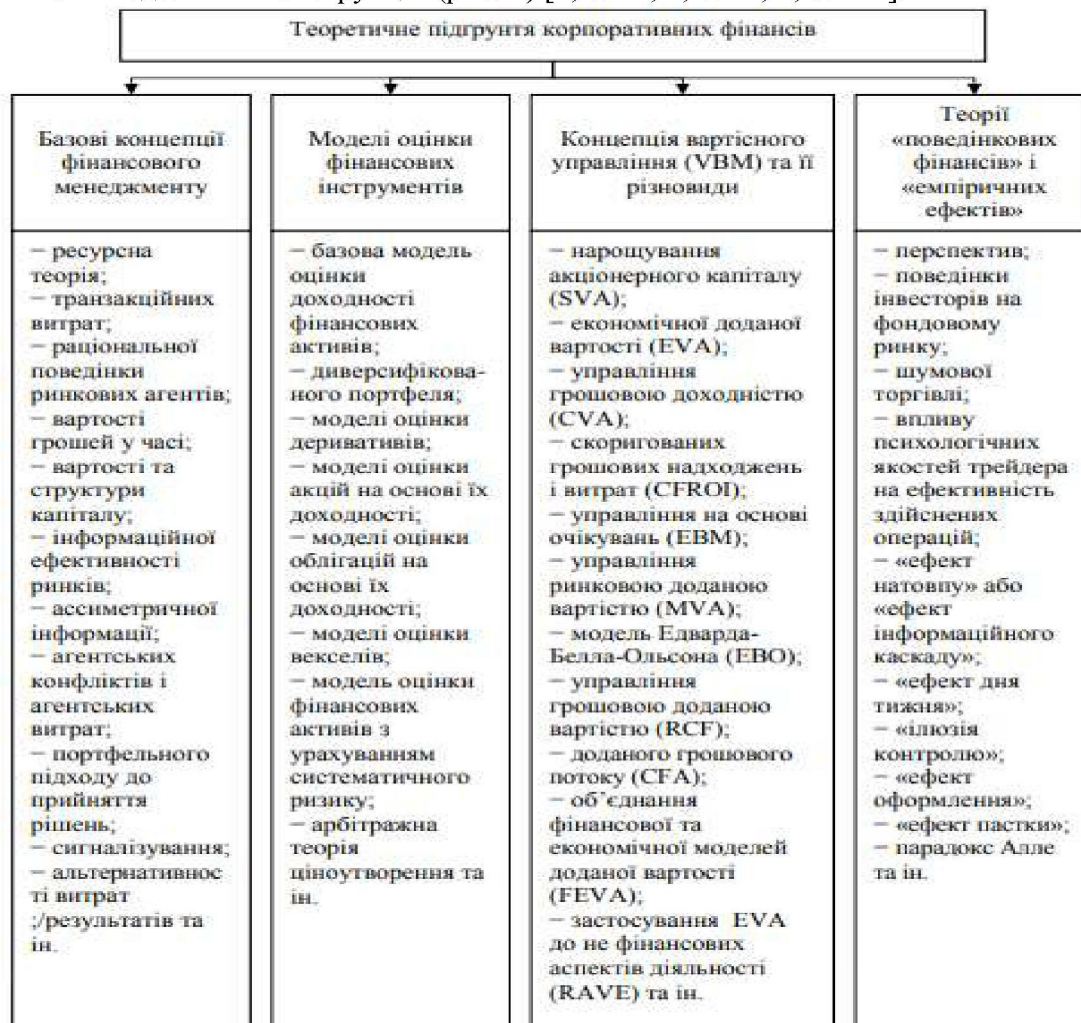 Теоретичне підґрунтя корпоративних фінансів
Базові концепції
фінансового
менеджменту
− ресурсна
теорія;
− транзакційних
витрат;
− раціональної
поведінки
ринкових агентів;
− вартості
грошей у часі;
− вартості та
структури
капіталу;
− інформаційної
ефективності
ринків;
− ассиметричної
інформації;
− агентських
конфліктів і
агентських
витрат;
− портфельного
підходу до
прийняття
рішень;
− сигналізування;
− альтернативнос
ті витрат
;/результатів та
ін.
Моделі оцінки
фінансових
інструментів
− базова модель
оцінки
доходності
фінансових
активів;
− диверсифікова-
ного портфеля;
− моделі оцінки
деривативів;
− моделі оцінки
акцій на основі їх
доходності;
− моделі оцінки
облігацій на
основі їх
доходності;
− моделі оцінки
векселів;
− модель оцінки
фінансових
активів з
урахуванням
систематичного
ризику;
− арбітражна
теорія
ціноутворення та
ін.
Концепція вартісного
управління (VBM) та її
різновиди
− нарощування
акціонерного капіталу
(SVA);
− економічної доданої
вартості (EVA);
− управління
грошовою доходністю
(CVA);
− скоригованих
грошових надходжень
і витрат (CFROI);
− управління на основі
очікувань (EBM);
− управління
ринковою доданою
вартістю (MVA);
− модель Едварда-
Белла-Ольсона (EBO);
− управління
грошовою доданою
вартістю (RCF);
− доданого грошового
потоку (CFA);
− об`єднання
фінансової та
економічної моделей
доданої вартості
(FEVA);
− застосування EVA
до не фінансових
аспектів діяльності
(RAVE) та ін.
Теорії
«поведінкових
фінансів» і
«емпіричних
ефектів»
− перспектив;
− поведінки
інвесторів на
фондовому
ринку;
− шумової
торгівлі;
− впливу
психологічних
якостей трейдера
на ефективність
здійснених
операцій;
− «ефект
натовпу» або
«ефект
інформаційного
каскаду»;
− «ефект дня
тижня»;
− «ілюзія
контролю»;
− «ефект
оформлення»;
− «ефект пастки»;
− парадокс Алле
та ін.